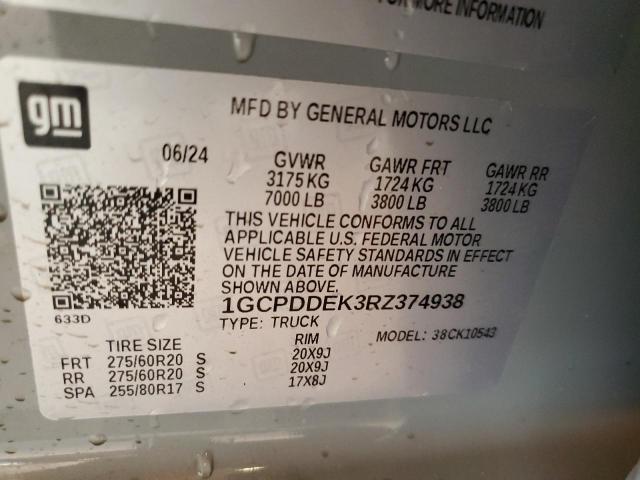 FOR MORE INFORMATION
gm
MFD BY GENERAL MOTORS LLC
06/24
GVWR GAWR FRT GAWR RR
3175 KG 1724 KG 1724 KG
7000 LB 3800 LB 3800 LB
THIS VEHICLE CONFORMS TO ALL
APPLICABLE U.S. FEDERAL MOTOR
VEHICLE SAFETY STANDARDS IN EFFECT
ON THE DATE OF MANUFACTURE
SHOWN ABOVE.
1GCPDDEK3RZ374938
633D
TYPE: TRUCK
MODEL: 38CK10543
TIRE SIZE RIM
FRT 275/60R20 S 20X9J
RR 275/60R20 S 20X9J
SPA 255/80R17 S 17X8J